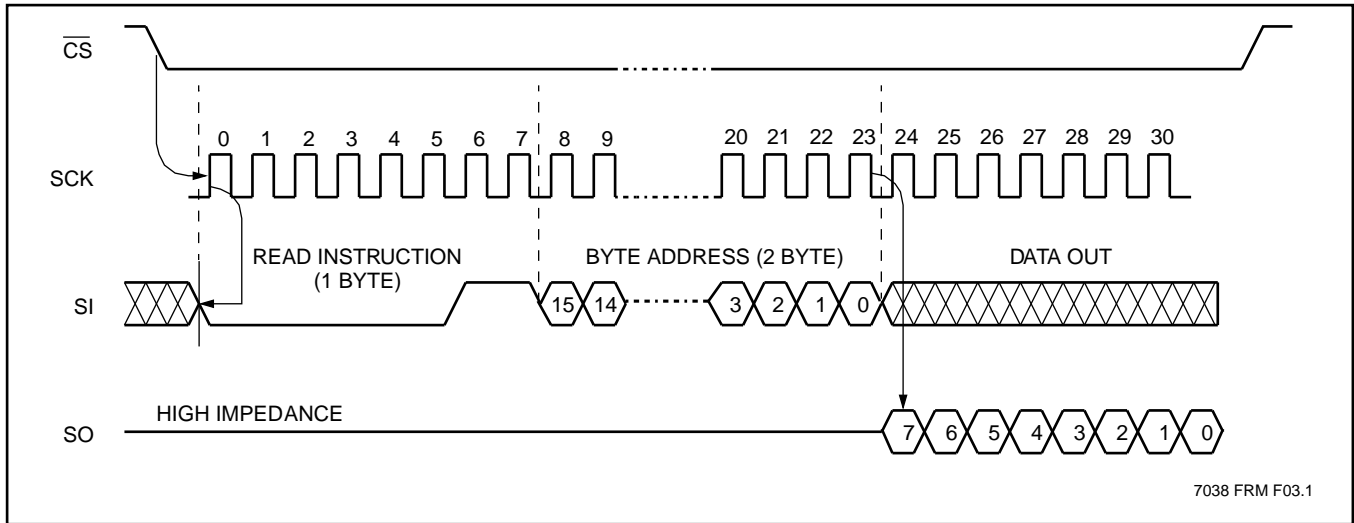 CS
0 1 2 3 4 5 6 7 8 9 20 21 22 23 24 25 26 27 28 29 30
SCK
READ INSTRUCTION
(1 BYTE)
BYTE ADDRESS (2 BYTE)
DATA OUT
SI
15 14 3 2 1 0
HIGH IMPEDANCE
SO
7 6 5 4 3 2 1 0
7038 FRM F03.1